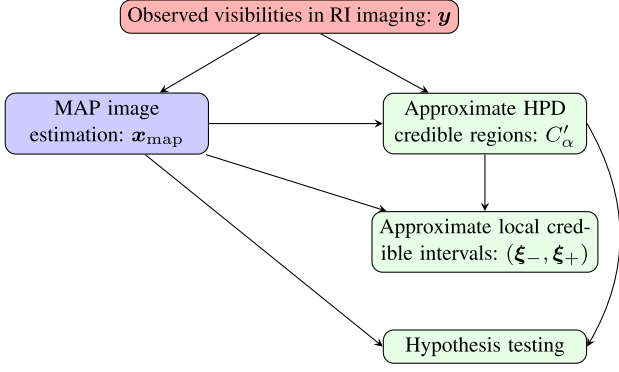 Observed visibilities in RI imaging: y
MAP image
estimation: x_map
Approximate HPD
credible regions: C′_α
Approximate local cred-
ible intervals: (ξ_−, ξ_+)
Hypothesis testing